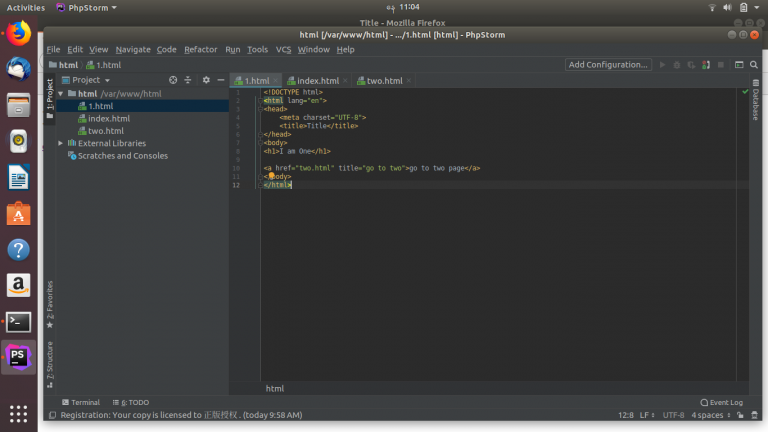 Activities PhpStorm 11:04
Title - Mozilla Firefox
html [/var/www/html] - .../1.html [html] - PhpStorm
File Edit View Navigate Code Refactor Run Tools VCS Window Help
html 1.html Add Configuration...
Project 1.html index.html two.html
1: Project
Database
html /var/www/html
1.html
index.html
two.html
External Libraries
Scratches and Consoles
1 <!DOCTYPE html>
2 <html lang="en">
3 <head>
4 <meta charset="UTF-8">
5 <title>Title</title>
6 </head>
7 <body>
8 <h1>I am One</h1>
9
10 <a href="two.html" title="go to two">go to two page</a>
11 body>
12 </html>
2: Favorites
7: Structure
html
Terminal 6: TODO Event Log
Registration: Your copy is licensed to 正版授权 . (today 9:58 AM) 12:8 LF UTF-8 4 spaces
PS